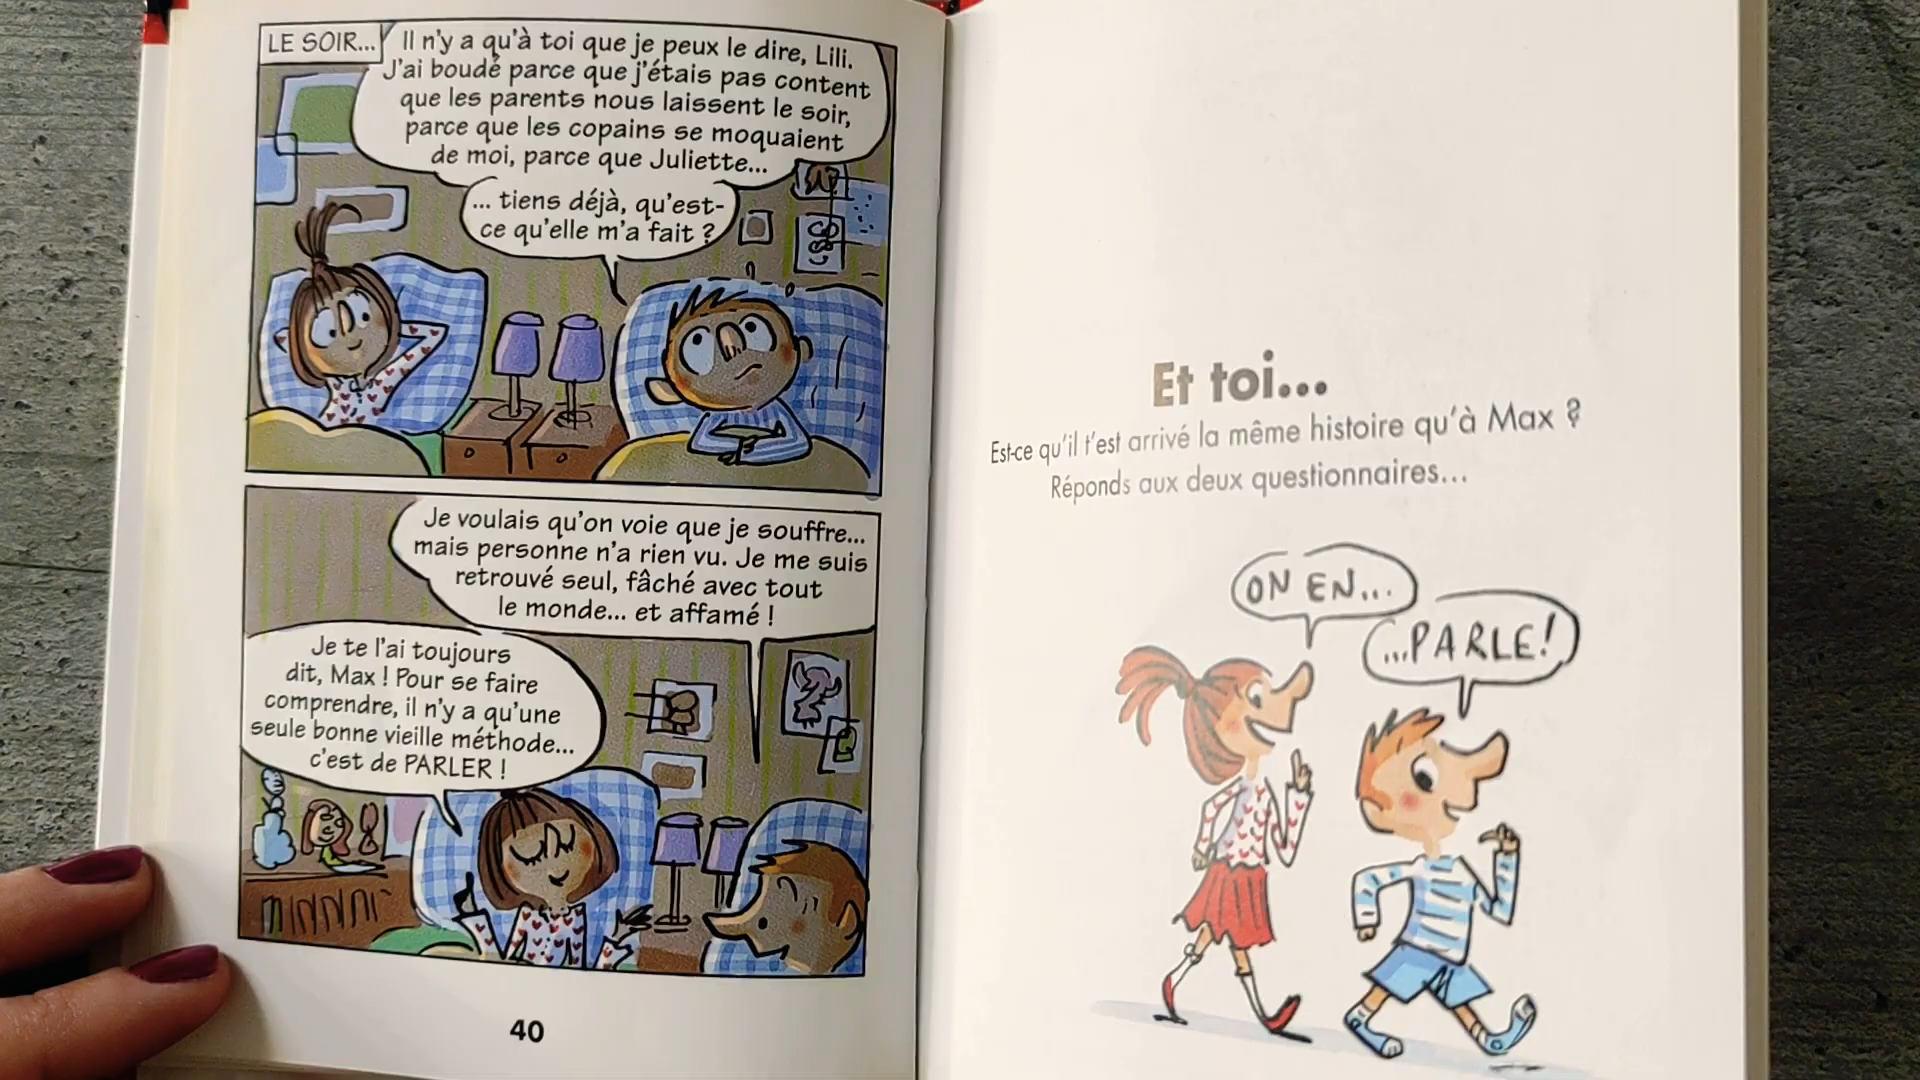 LE SOIR...
Il n'y a qu'à toi que je peux le dire, Lili.
J'ai boudé parce que j'étais pas content
que les parents nous laissent le soir,
parce que les copains se moquaient
de moi, parce que Juliette...
... tiens déjà, qu'est-
ce qu'elle m'a fait ?
Je voulais qu'on voie que je souffre...
mais personne n'a rien vu. Je me suis
retrouvé seul, fâché avec tout
le monde... et affamé !
Je te l'ai toujours
dit, Max ! Pour se faire
comprendre, il n'y a qu'une
seule bonne vieille méthode...
c'est de PARLER !
40
Et toi...
Est-ce qu'il t'est arrivé la même histoire qu'à Max ?
Réponds aux deux questionnaires...
ON EN...
...PARLE!